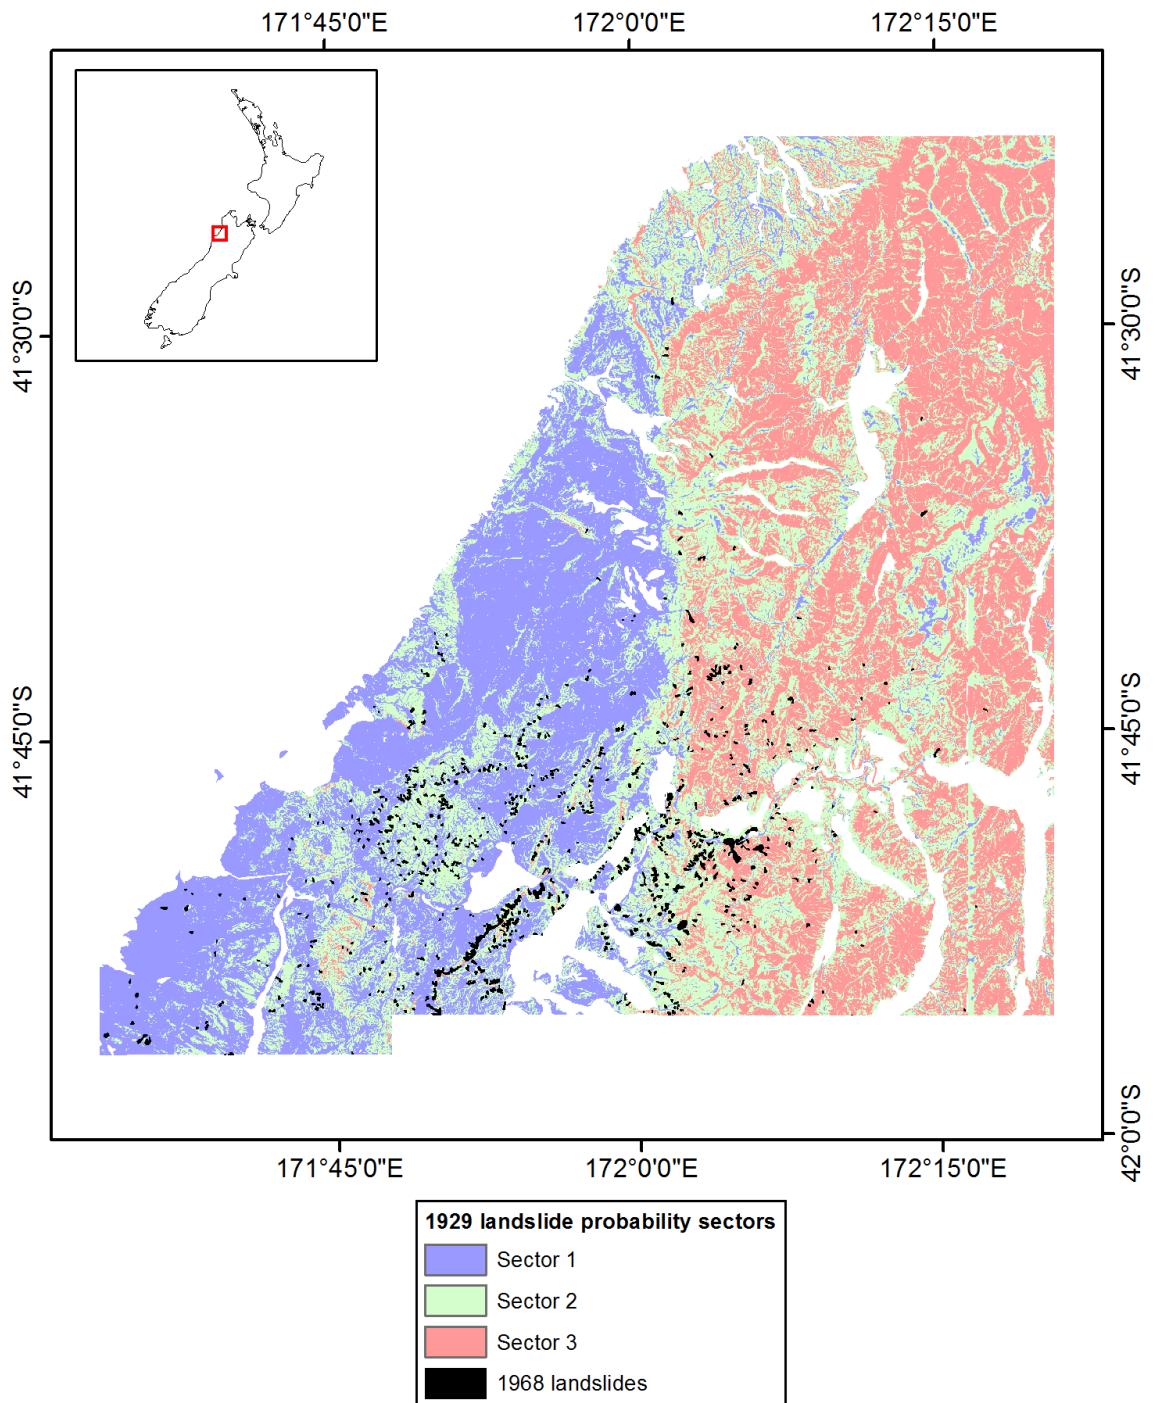 171°45'0"E 172°0'0"E 172°15'0"E
41°30'0"S 41°30'0"S
41°45'0"S 41°45'0"S
42°0'0"S
171°45'0"E 172°0'0"E 172°15'0"E
1929 landslide probability sectors
Sector 1
Sector 2
Sector 3
1968 landslides